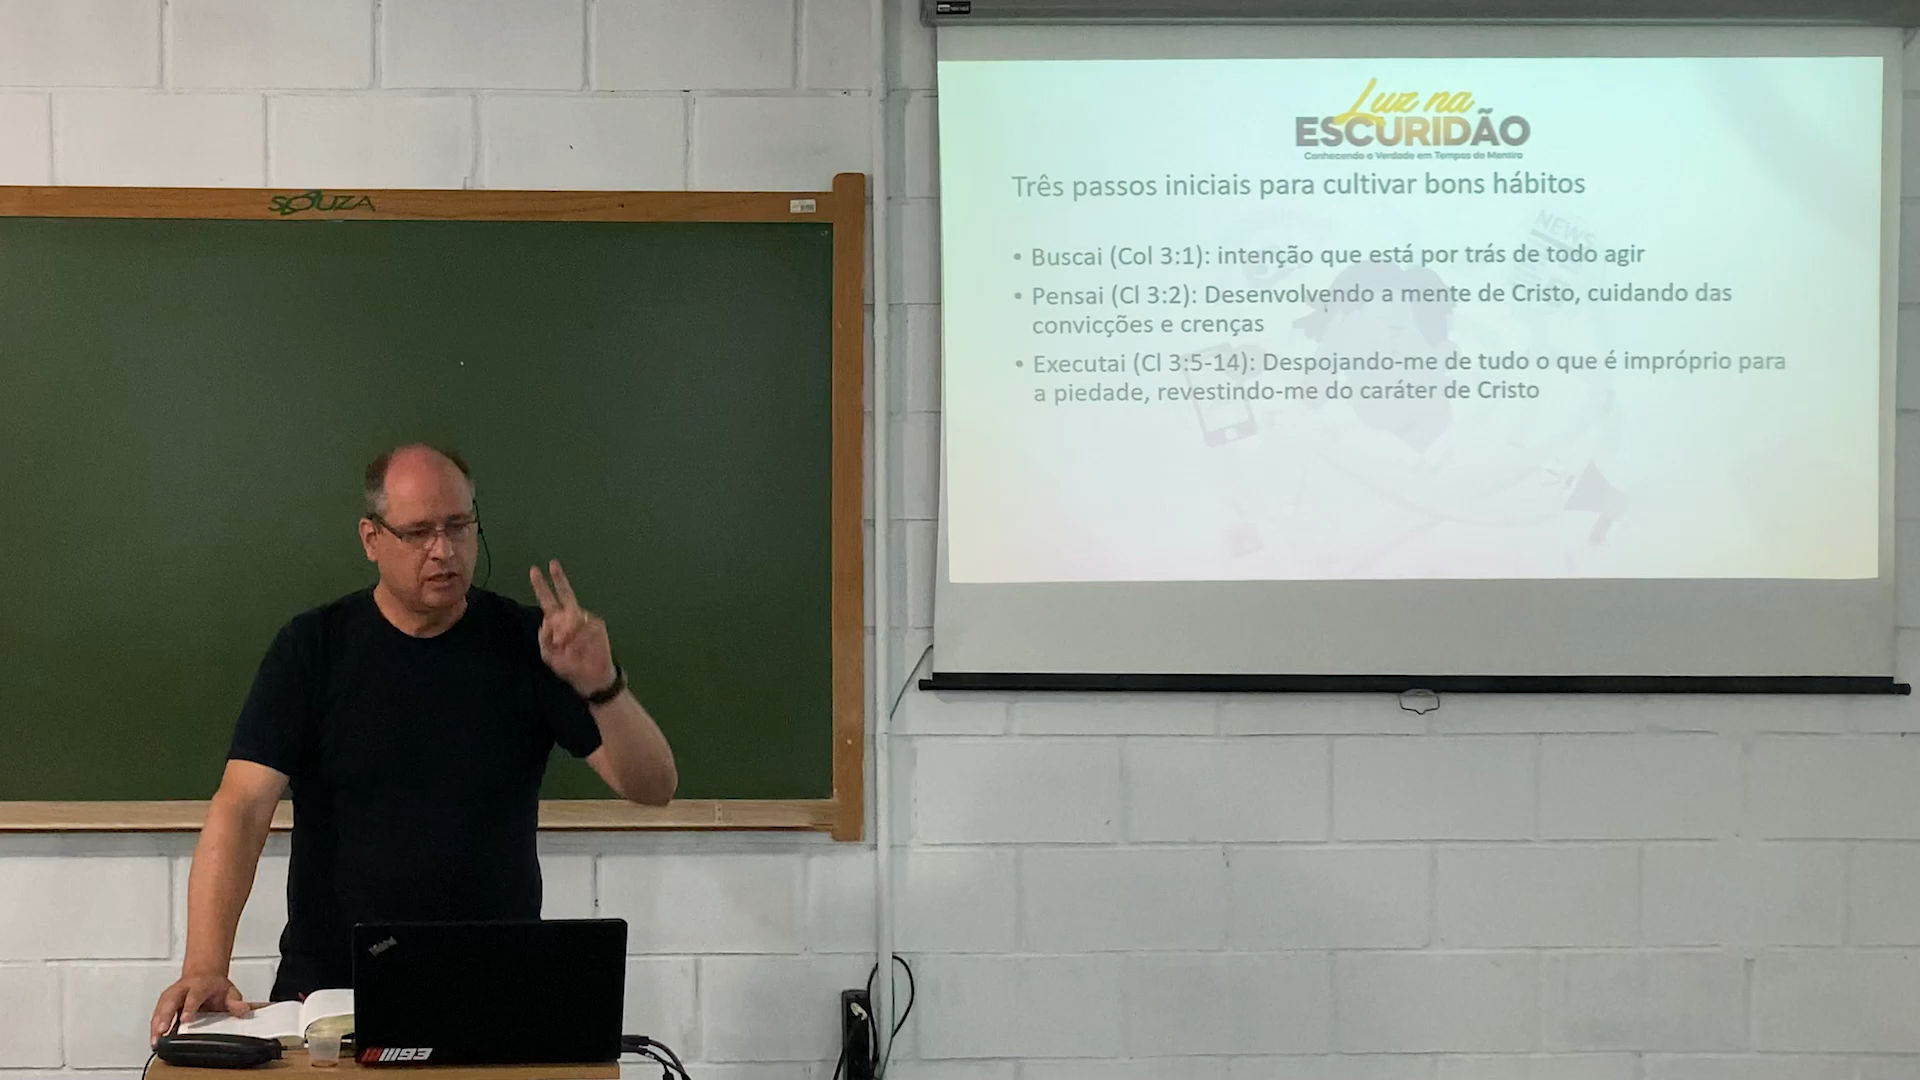 SOUZA
Luz na
ESCURIDÃO
Conhecendo a Verdade em Tempos de Mentira
Três passos iniciais para cultivar bons hábitos
NEWS
• Buscai (Col 3:1): intenção que está por trás de todo agir
• Pensai (Cl 3:2): Desenvolvendo a mente de Cristo, cuidando das
convicções e crenças
• Executai (Cl 3:5-14): Despojando-me de tudo o que é impróprio para
a piedade, revestindo-me do caráter de Cristo
ThinkPad